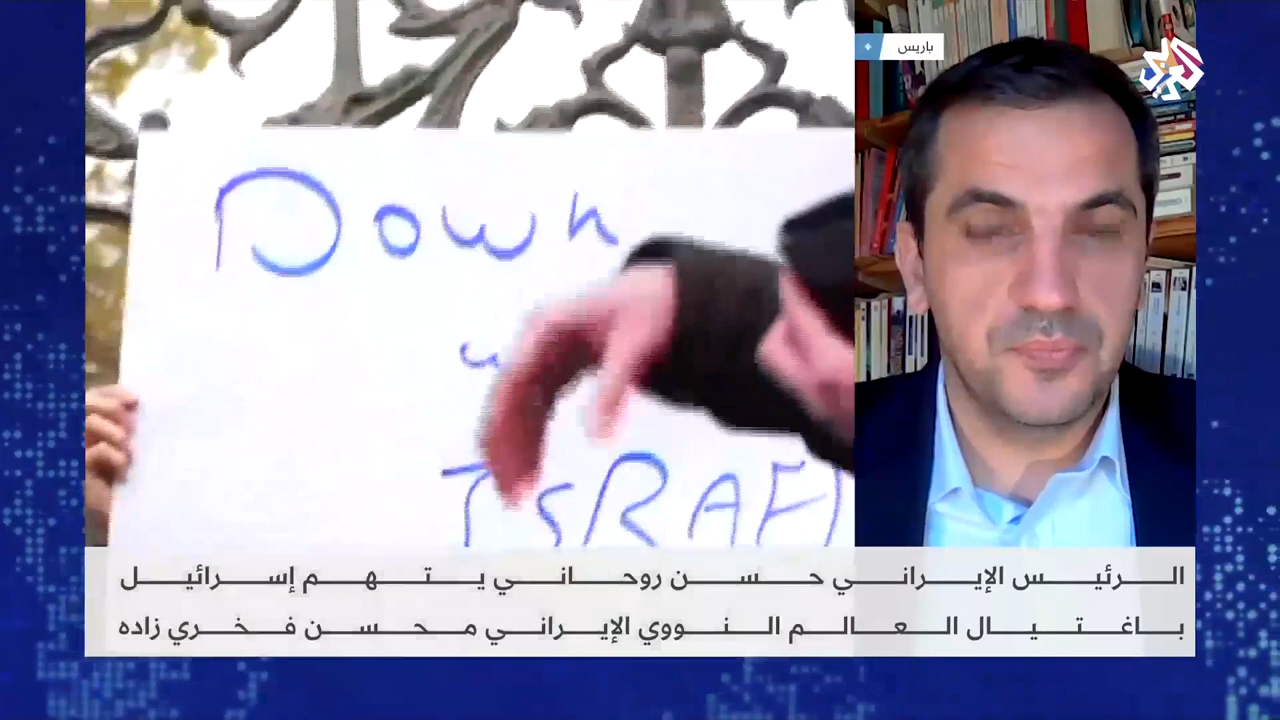 باريس
Down
ISRAEL
الرئيس الإيراني حسن روحاني يتهم إسرائيل
باغتيال العالم النووي الإيراني محسن فخري زاده